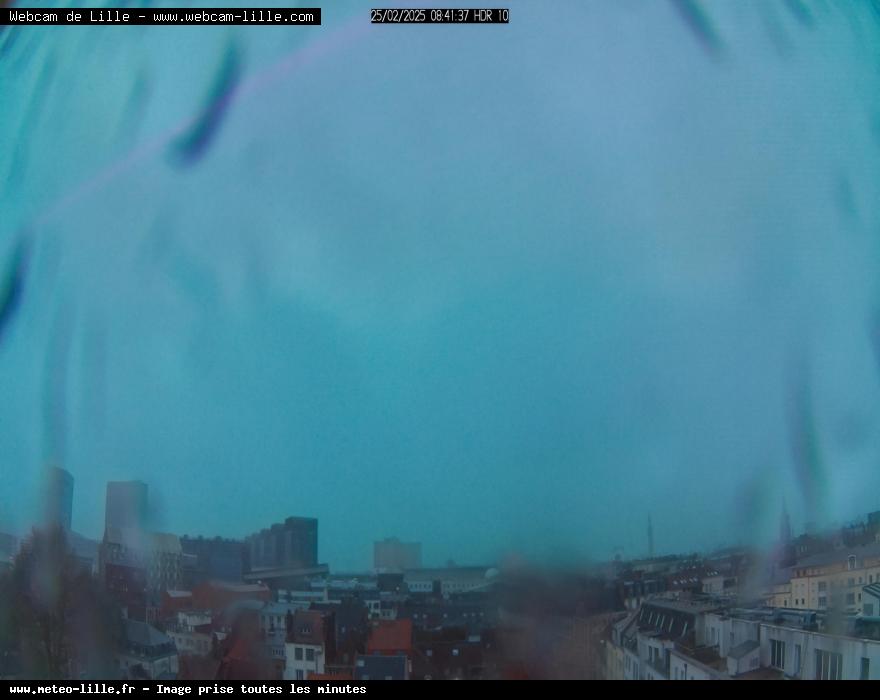 Webcam de Lille - www.webcam-lille.com
25/02/2025 08:41:37 HDR 10
www.meteo-lille.fr - Image prise toutes les minutes